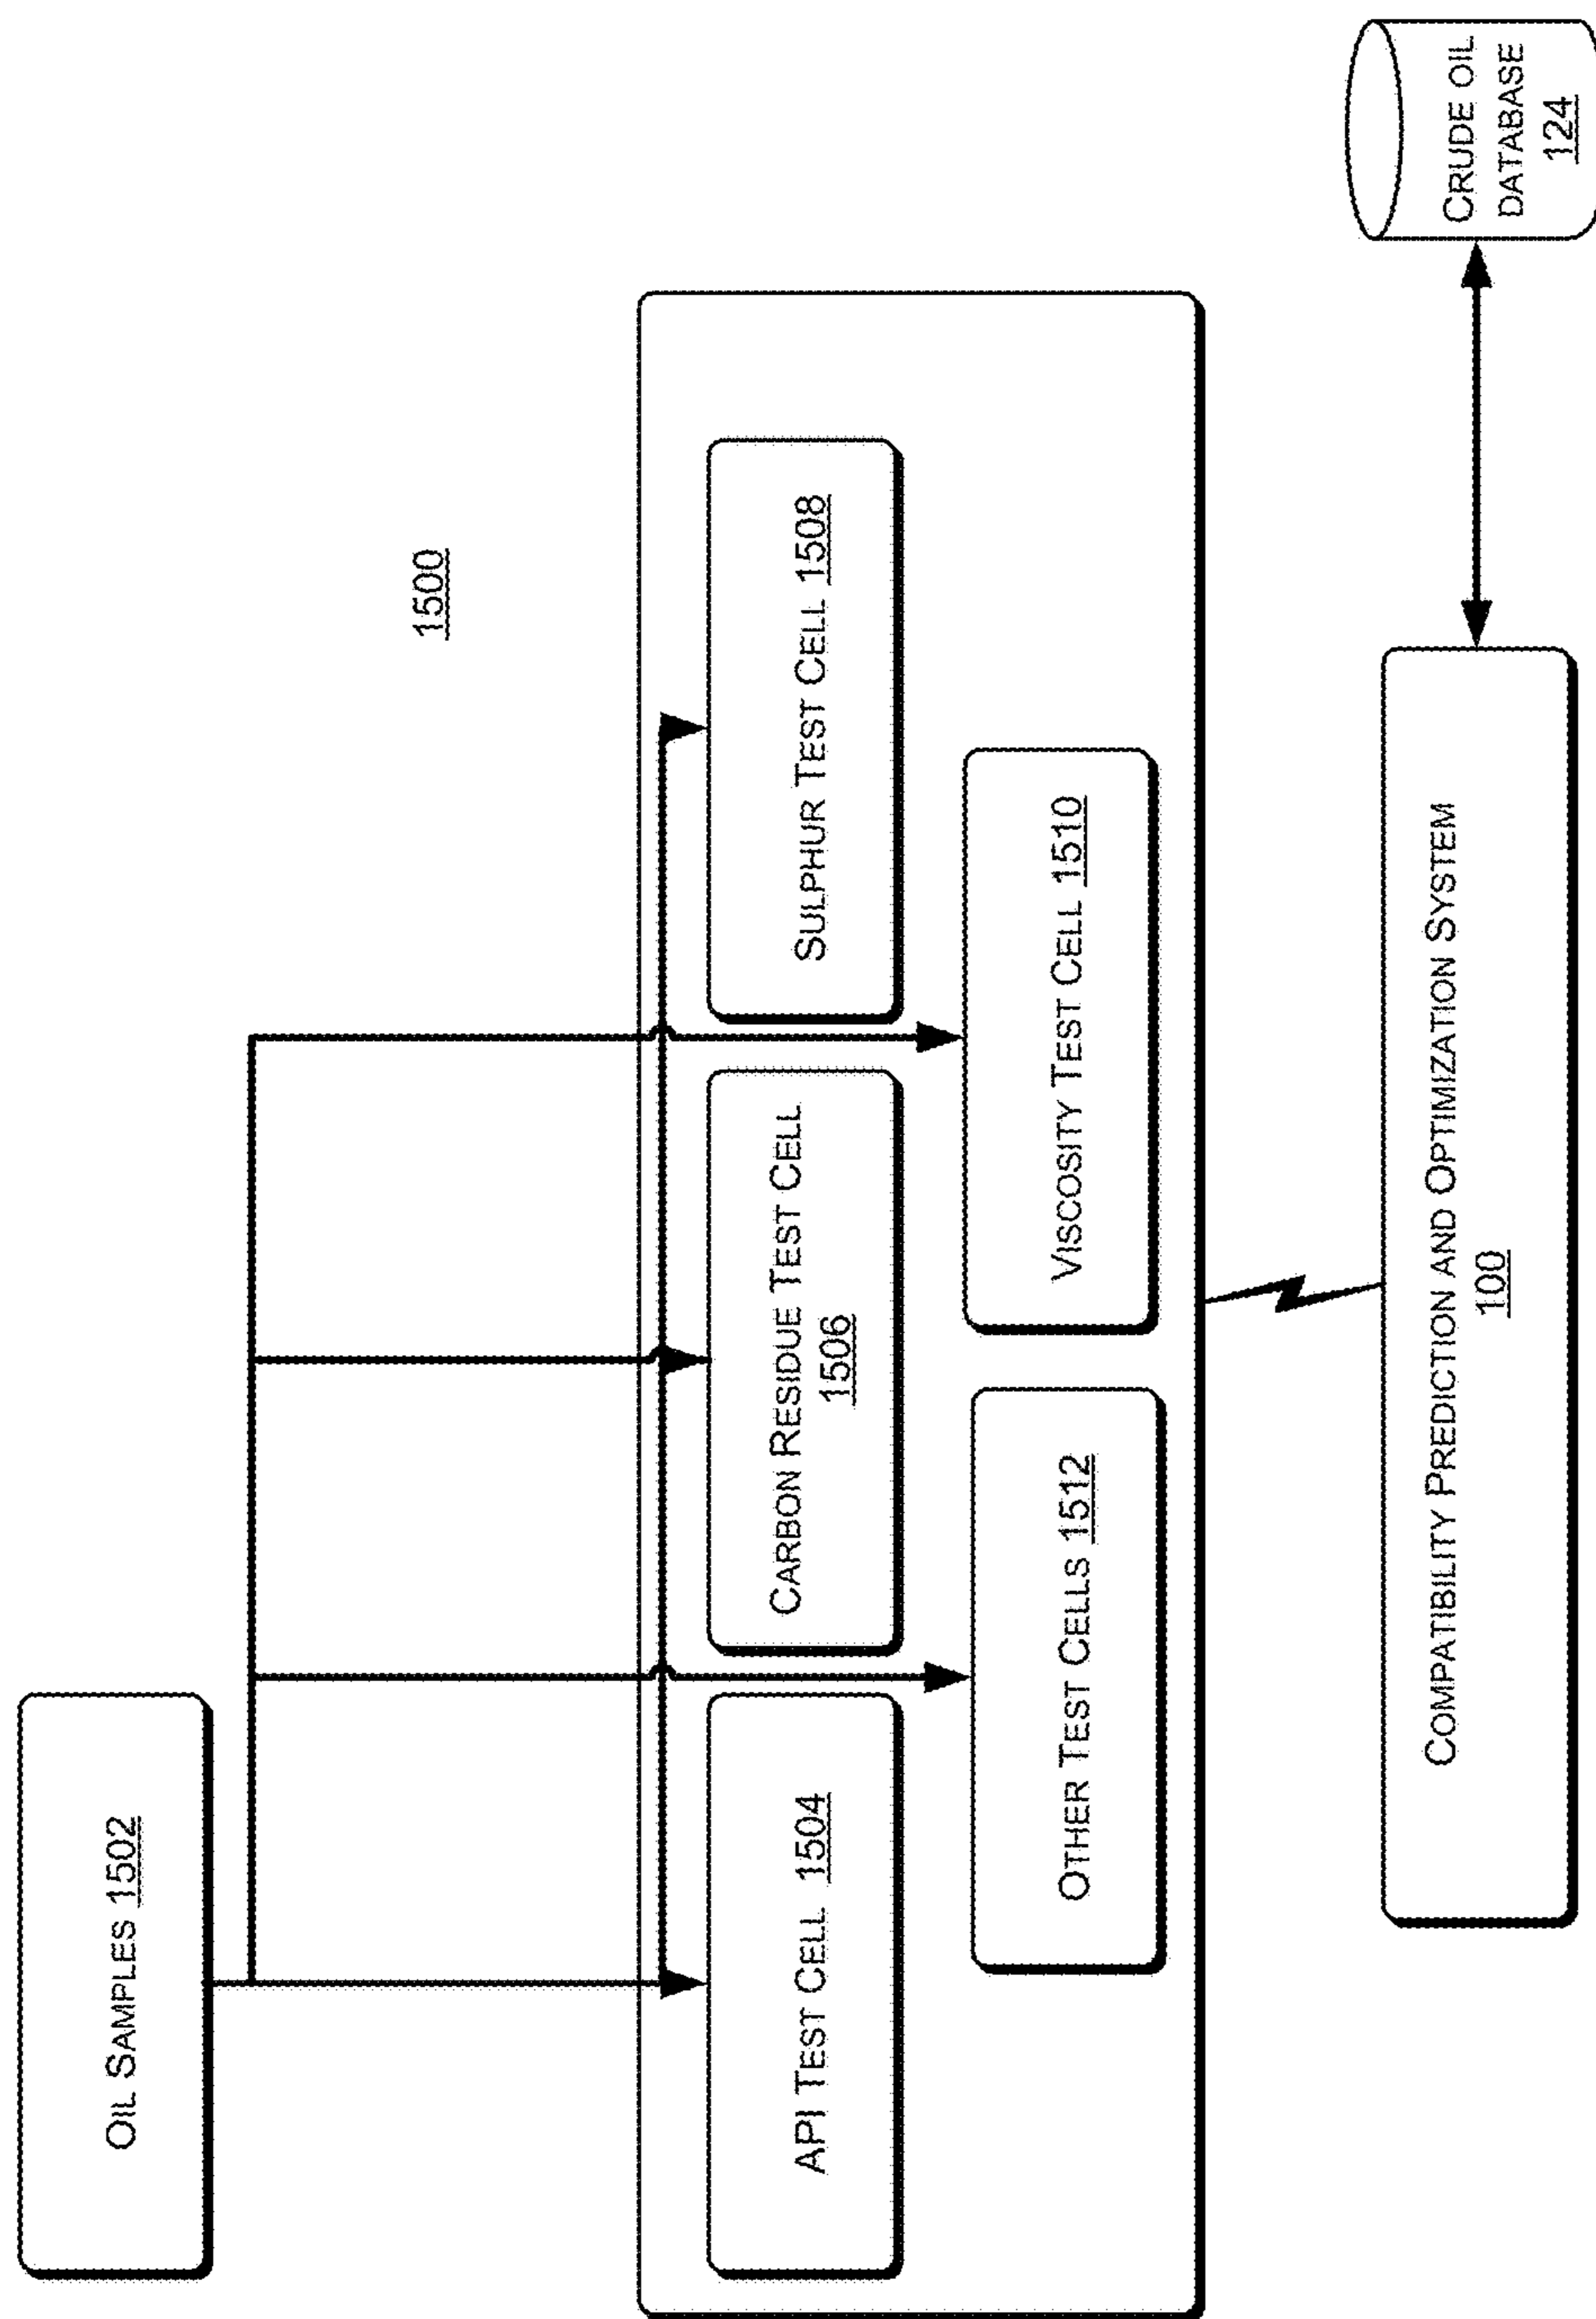 OIL SAMPLES 1502
1500
API TEST CELL 1504
CARBON RESIDUE TEST CELL
1506
SULPHUR TEST CELL 1508
OTHER TEST CELLS 1512
VISCOSITY TEST CELL 1510
COMPATIBILITY PREDICTION AND OPTIMIZATION SYSTEM
100
CRUDE OIL
DATABASE
124